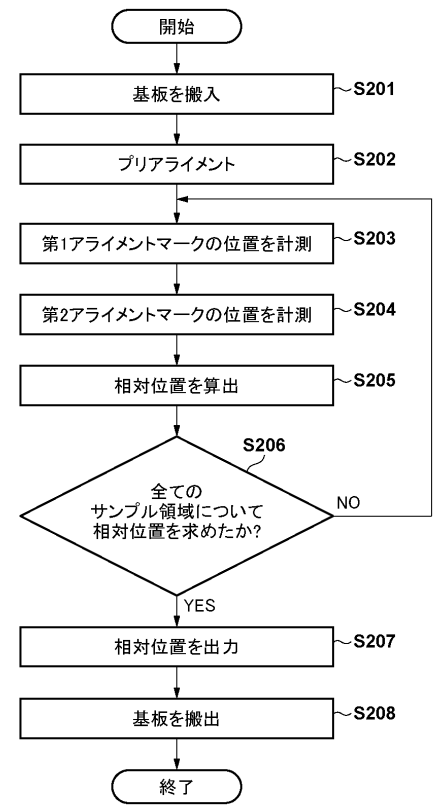 開始
基板を搬入
S201
プリアライメント
S202
第1アライメントマークの位置を計測
S203
第2アライメントマークの位置を計測
S204
相対位置を算出
S205
S206
全ての
サンプル領域について
相対位置を求めたか?
NO
YES
相対位置を出力
S207
基板を搬出
S208
終了